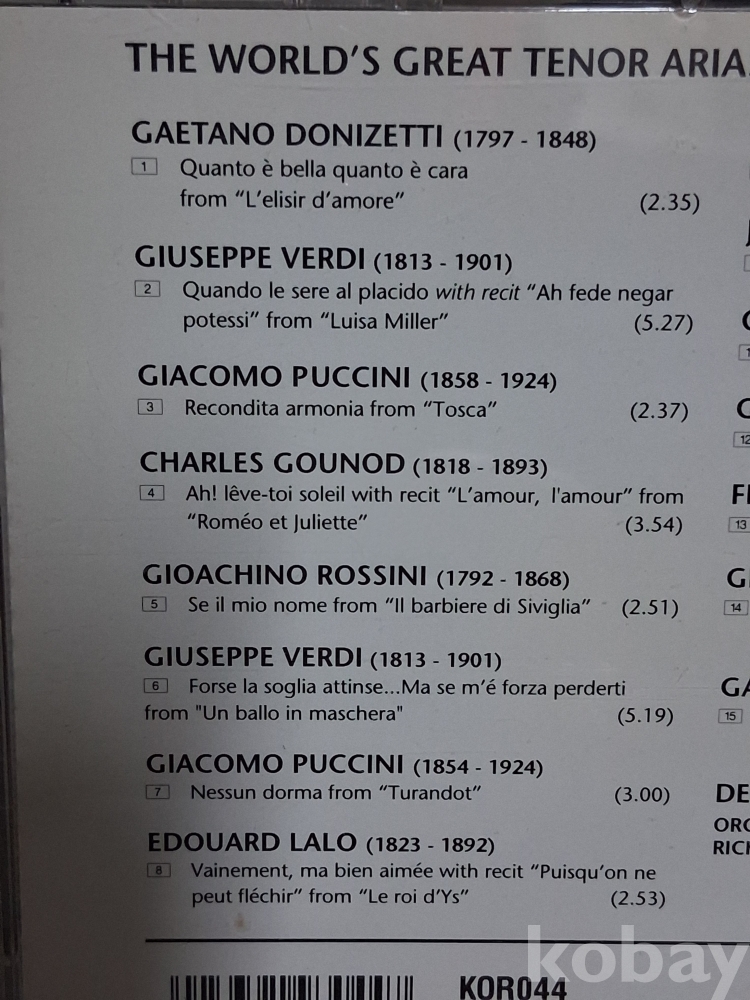 THE WORLD'S GREAT TENOR ARIA
GAETANO DONIZETTI (1797 - 1848)
1 Quanto è bella quanto è cara
from "L'elisir d'amore" (2.35)
GIUSEPPE VERDI (1813 - 1901)
2 Quando le sere al placido with recit "Ah fede negar
potessi" from "Luisa Miller" (5.27)
GIACOMO PUCCINI (1858 - 1924)
3 Recondita armonia from "Tosca" (2.37)
CHARLES GOUNOD (1818 - 1893)
4 Ah! lêve-toi soleil with recit "L'amour, l'amour" from
"Roméo et Juliette" (3.54)
GIOACHINO ROSSINI (1792 - 1868)
5 Se il mio nome from "Il barbiere di Siviglia" (2.51)
GIUSEPPE VERDI (1813 - 1901)
6 Forse la soglia attinse...Ma se m'é forza perderti
from "Un ballo in maschera" (5.19)
GIACOMO PUCCINI (1854 - 1924)
7 Nessun dorma from "Turandot" (3.00)
EDOUARD LALO (1823 - 1892)
8 Vainement, ma bien aimée with recit "Puisqu'on ne
peut fléchir" from "Le roi d'Ys" (2.53)
KOR044
12
13
14
15
DE
ORC
RICH
kobay